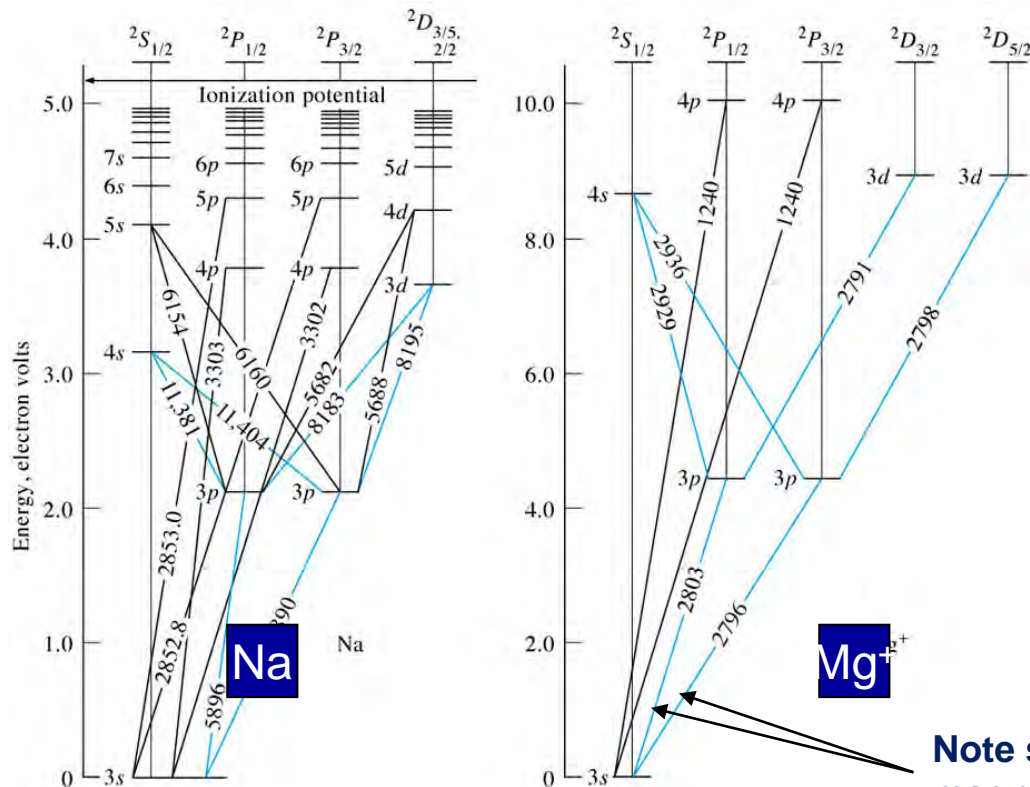 ²S₁/₂ ²P₁/₂ ²P₃/₂ ²D₃/₅, ₂/₂
²S₁/₂ ²P₁/₂ ²P₃/₂ ²D₃/₂ ²D₅/₂
Energy, electron volts
Ionization potential
5.0
4.0
3.0
2.0
1.0
0
7s
6s
5s
4s
3s
6p
5p
4p
3p
6p
5p
4p
3p
5d
4d
3d
6154
11,381
2853.0
3303
6160
11,404
3302
5682
8183
5688
8195
2852.8
5896
890
Na
Na
10.0
8.0
6.0
4.0
2.0
0
4s
3s
4p
3p
4p
3p
3d
3d
1240
1240
2936
2929
2791
2798
2803
2796
Mg⁺
Note s